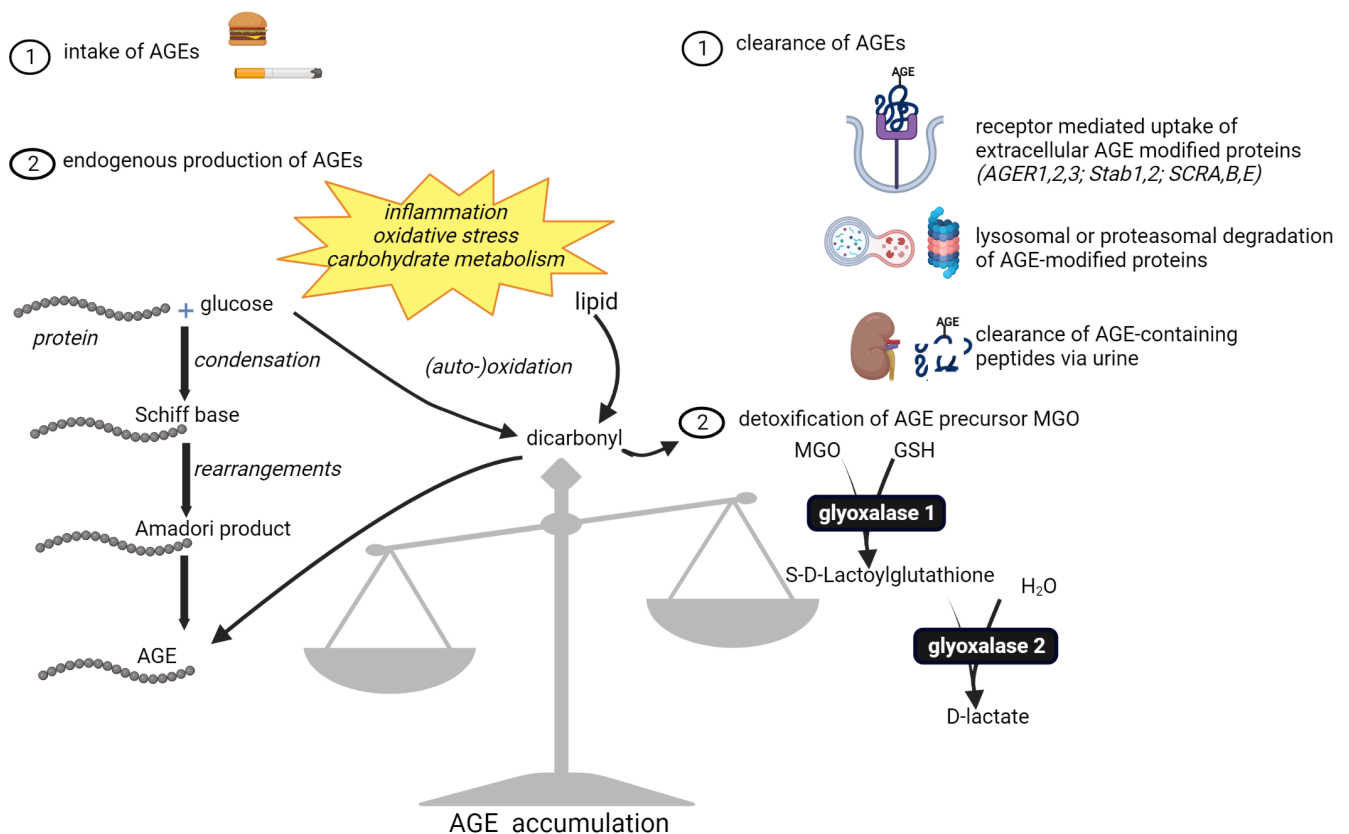 1
intake of AGEs
2
endogenous production of AGEs
inflammation
oxidative stress
carbohydrate metabolism
protein
+
glucose
lipid
condensation
(auto-)oxidation
Schiff base
dicarbonyl
rearrangements
Amadori product
AGE
AGE accumulation
1
clearance of AGEs
AGE
receptor mediated uptake of
extracellular AGE modified proteins
(AGER1,2,3; Stab1,2; SCRA,B,E)
lysosomal or proteasomal degradation
of AGE-modified proteins
AGE
clearance of AGE-containing
peptides via urine
2
detoxification of AGE precursor MGO
MGO
GSH
glyoxalase 1
S-D-Lactoylglutathione
H₂O
glyoxalase 2
D-lactate